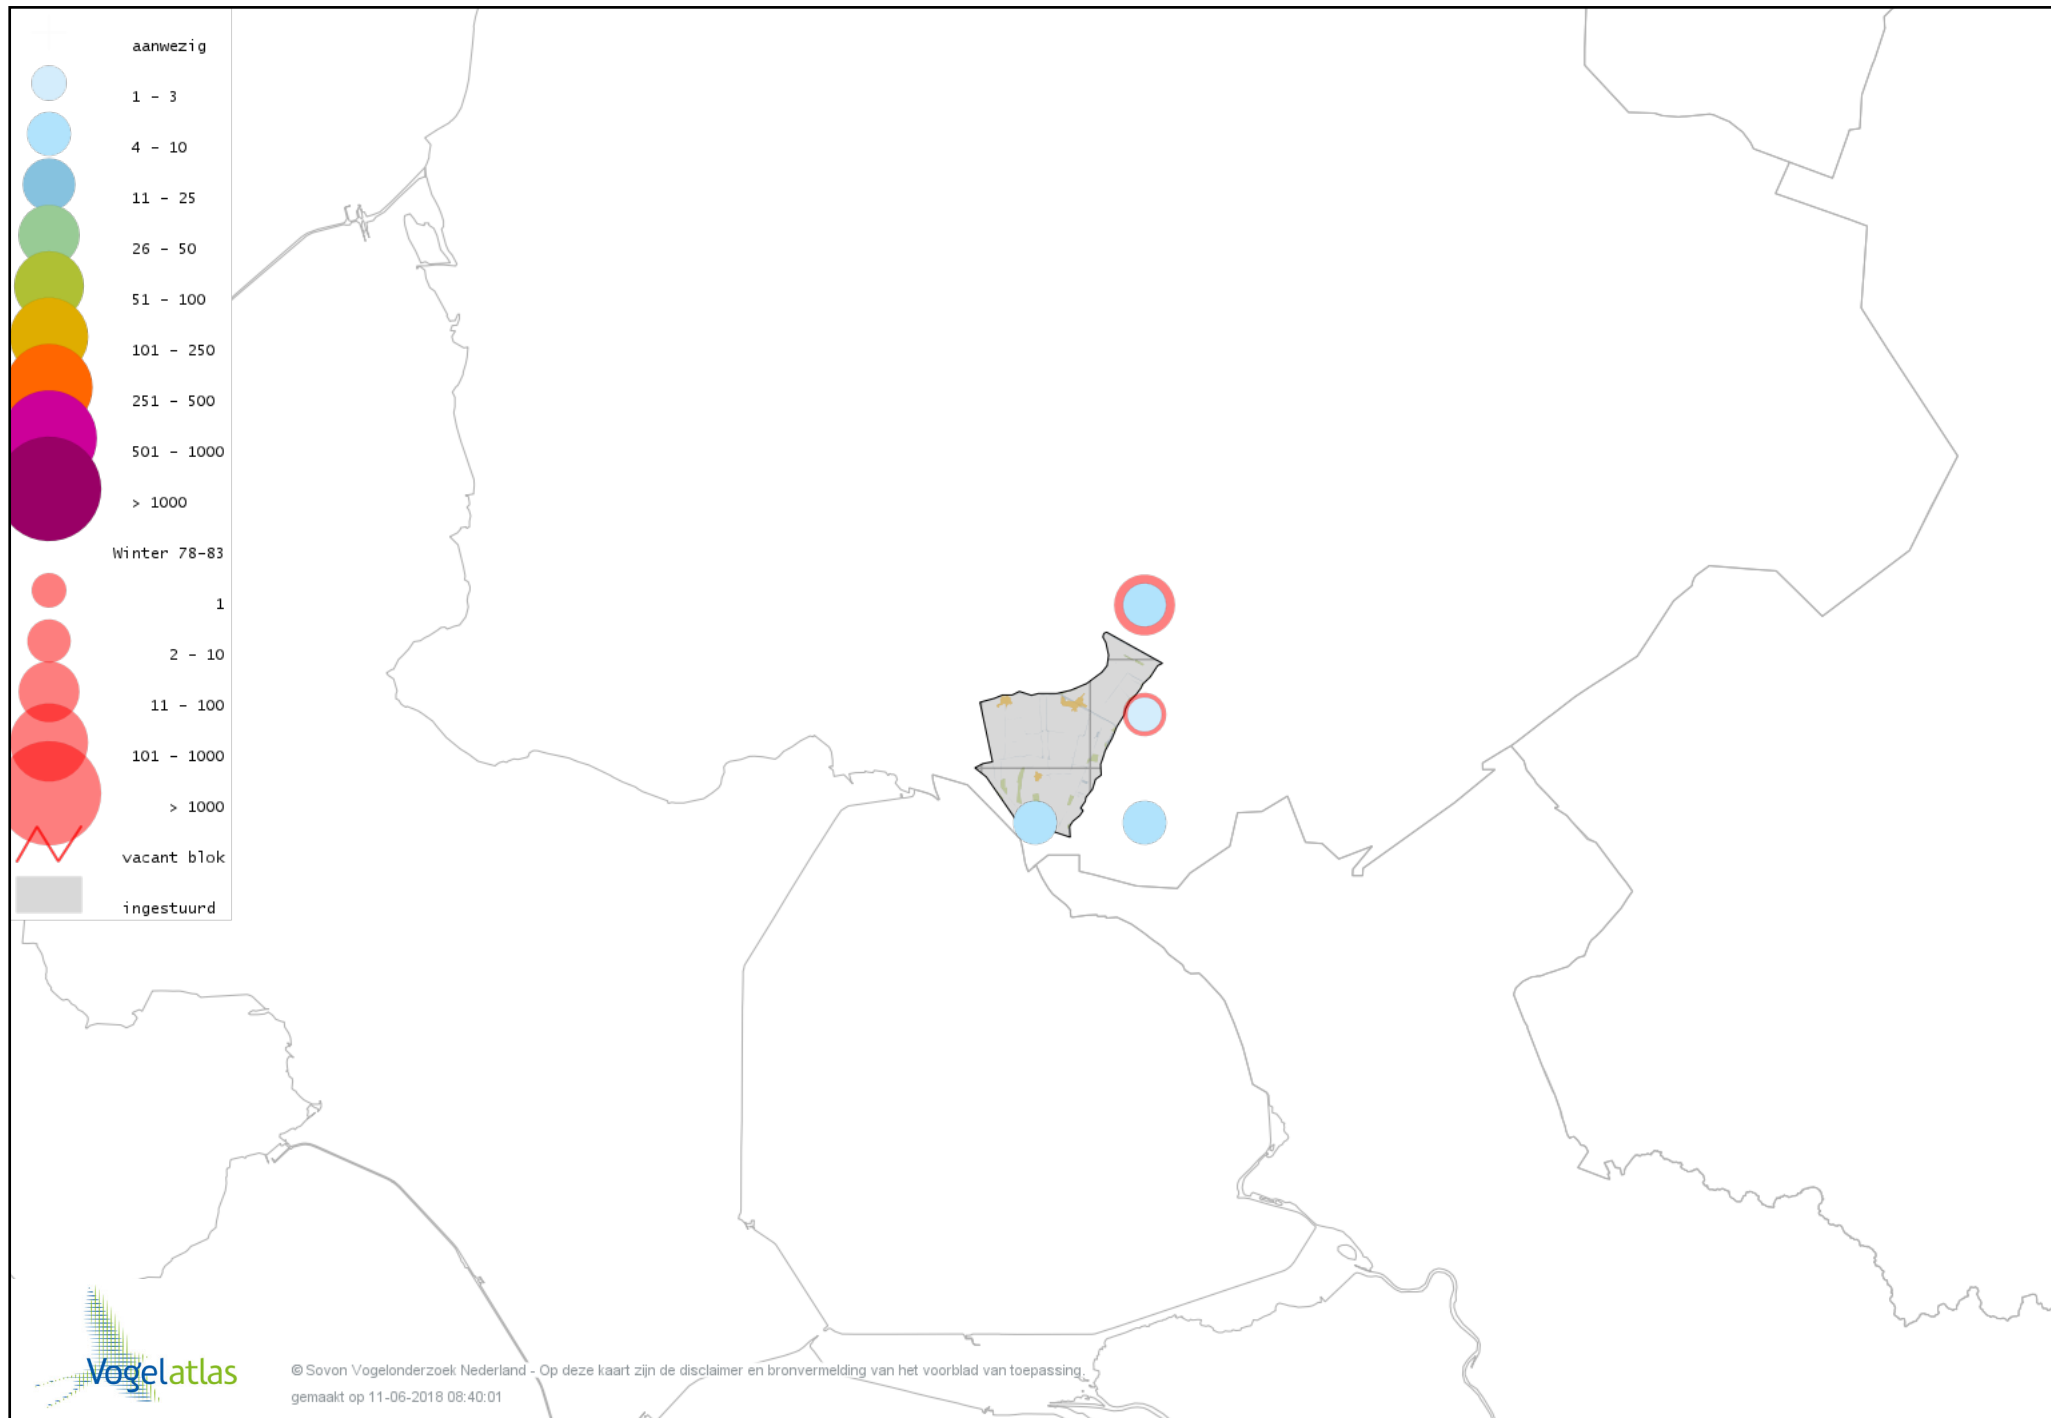 aanwezig
1 - 3
4 - 10
11 - 25
26 - 50
51 - 100
101 - 250
251 - 500
501 - 1000
> 1000
Winter 78-83
1
2 - 10
11 - 100
101 - 1000
> 1000
vacant blok
ingestuurd
Vogelatlas
© Sovon Vogelonderzoek Nederland - Op deze kaart zijn de disclaimer en bronvermelding van het voorblad van toepassing.
gemaakt op 11-06-2018 08:40:01